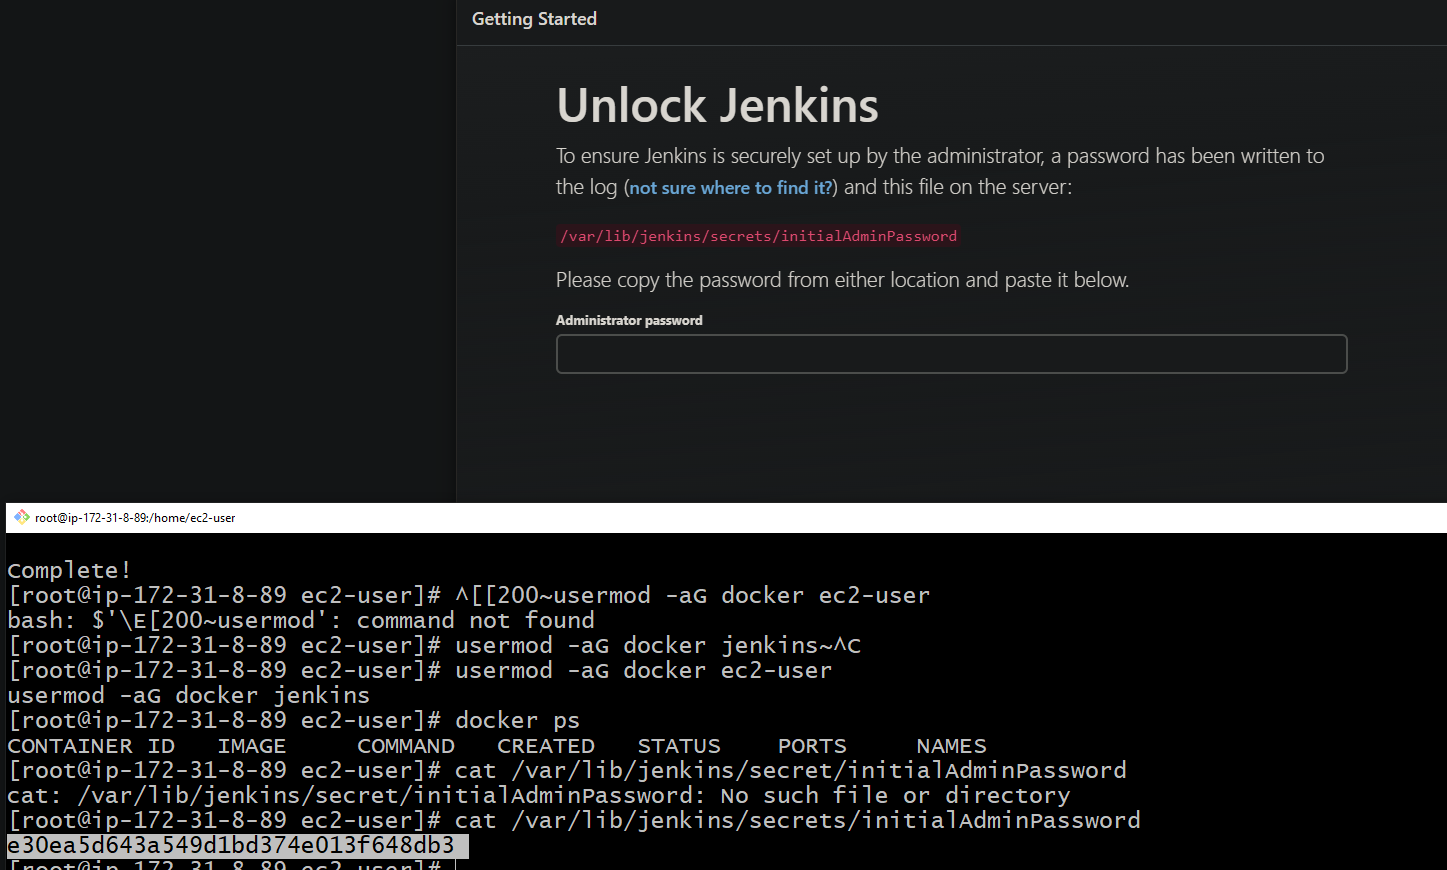 Getting Started
Unlock Jenkins
To ensure Jenkins is securely set up by the administrator, a password has been written to
the log (not sure where to find it?) and this file on the server:
/var/lib/jenkins/secrets/initialAdminPassword
Please copy the password from either location and paste it below.
Administrator password
root@ip-172-31-8-89:/home/ec2-user
Complete!
[root@ip-172-31-8-89 ec2-user]# ^[[200~usermod -aG docker ec2-user
bash: $'\E[200~usermod': command not found
[root@ip-172-31-8-89 ec2-user]# usermod -aG docker jenkins~^C
[root@ip-172-31-8-89 ec2-user]# usermod -aG docker ec2-user
usermod -aG docker jenkins
[root@ip-172-31-8-89 ec2-user]# docker ps
CONTAINER ID   IMAGE     COMMAND   CREATED   STATUS    PORTS     NAMES
[root@ip-172-31-8-89 ec2-user]# cat /var/lib/jenkins/secret/initialAdminPassword
cat: /var/lib/jenkins/secret/initialAdminPassword: No such file or directory
[root@ip-172-31-8-89 ec2-user]# cat /var/lib/jenkins/secrets/initialAdminPassword
e30ea5d643a549d1bd374e013f648db3
[root@ip-172-31-8-89 ec2-user]#